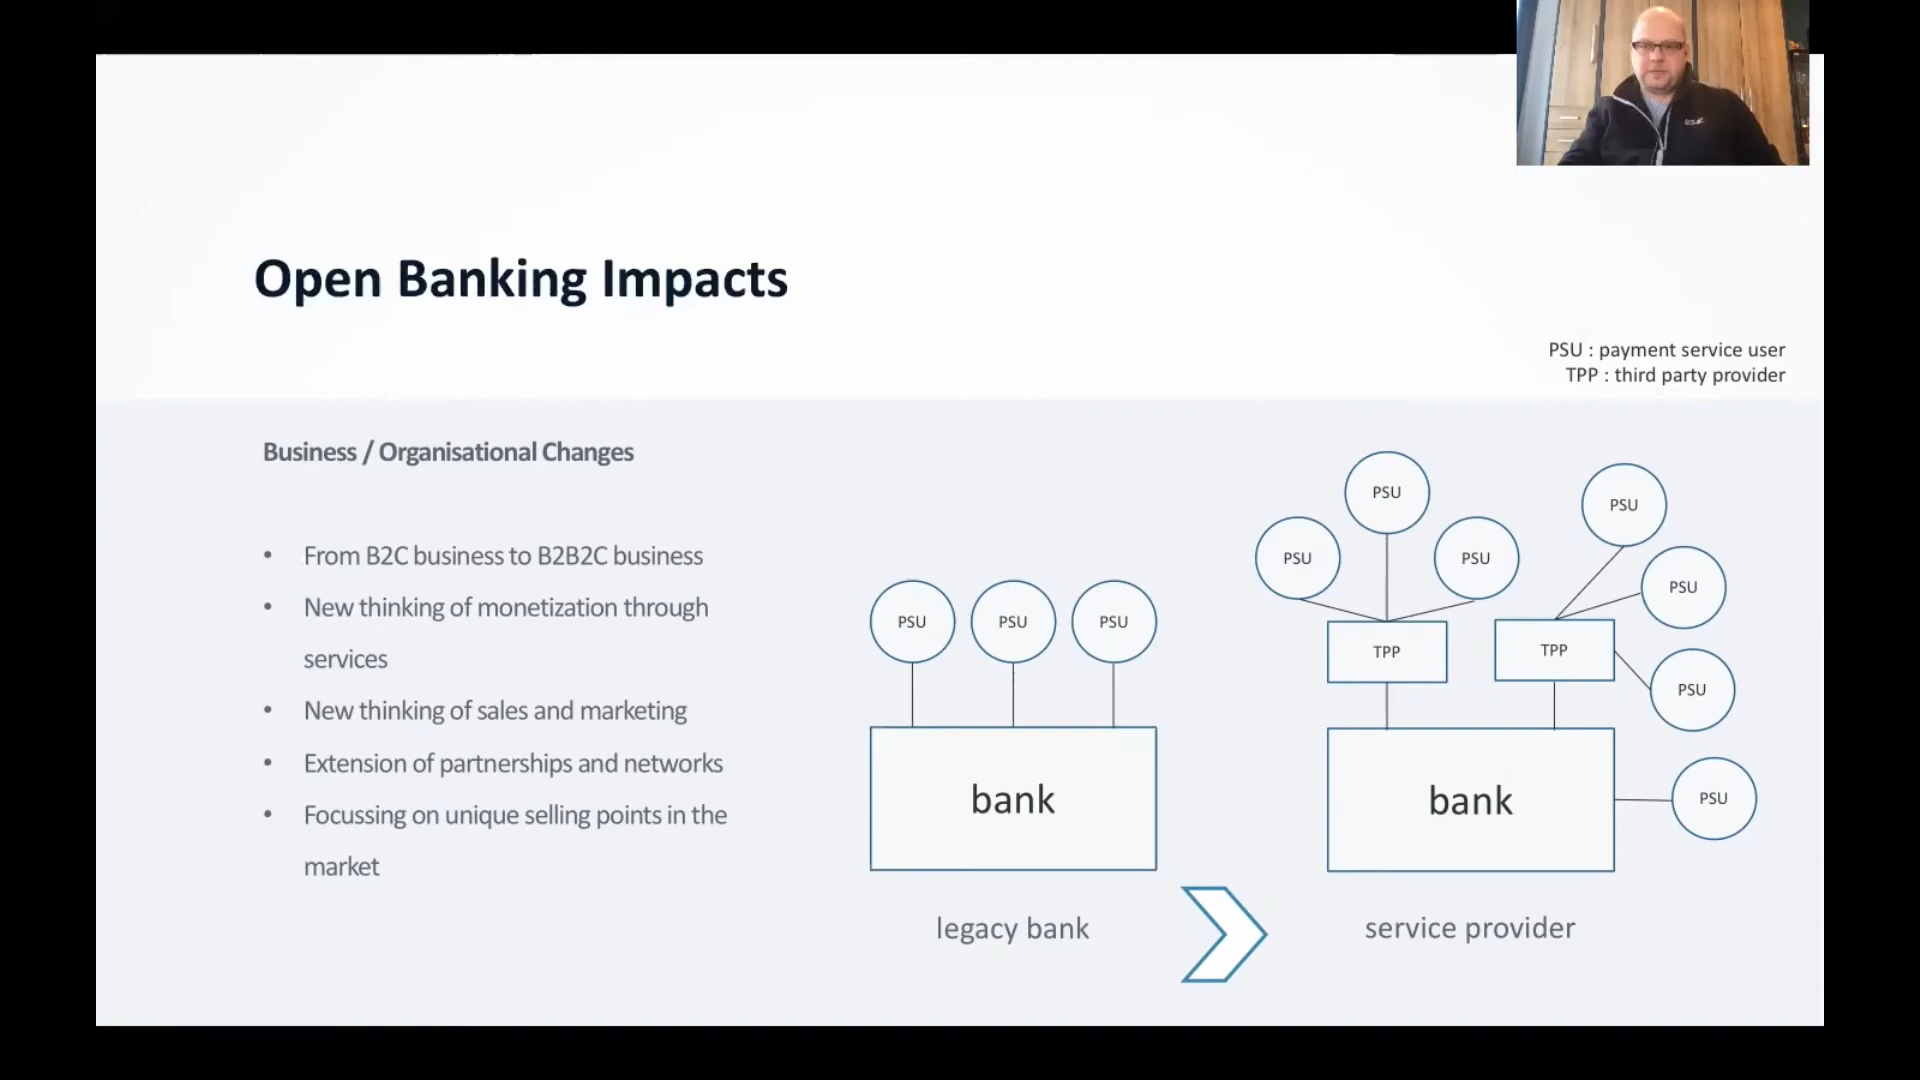 Open Banking Impacts
PSU : payment service user
TPP : third party provider
Business / Organisational Changes
• From B2C business to B2B2C business
• New thinking of monetization through
services
• New thinking of sales and marketing
• Extension of partnerships and networks
• Focussing on unique selling points in the
market
PSU
PSU
PSU
bank
legacy bank
PSU
PSU
PSU
PSU
PSU
PSU
TPP
TPP
bank
PSU
service provider